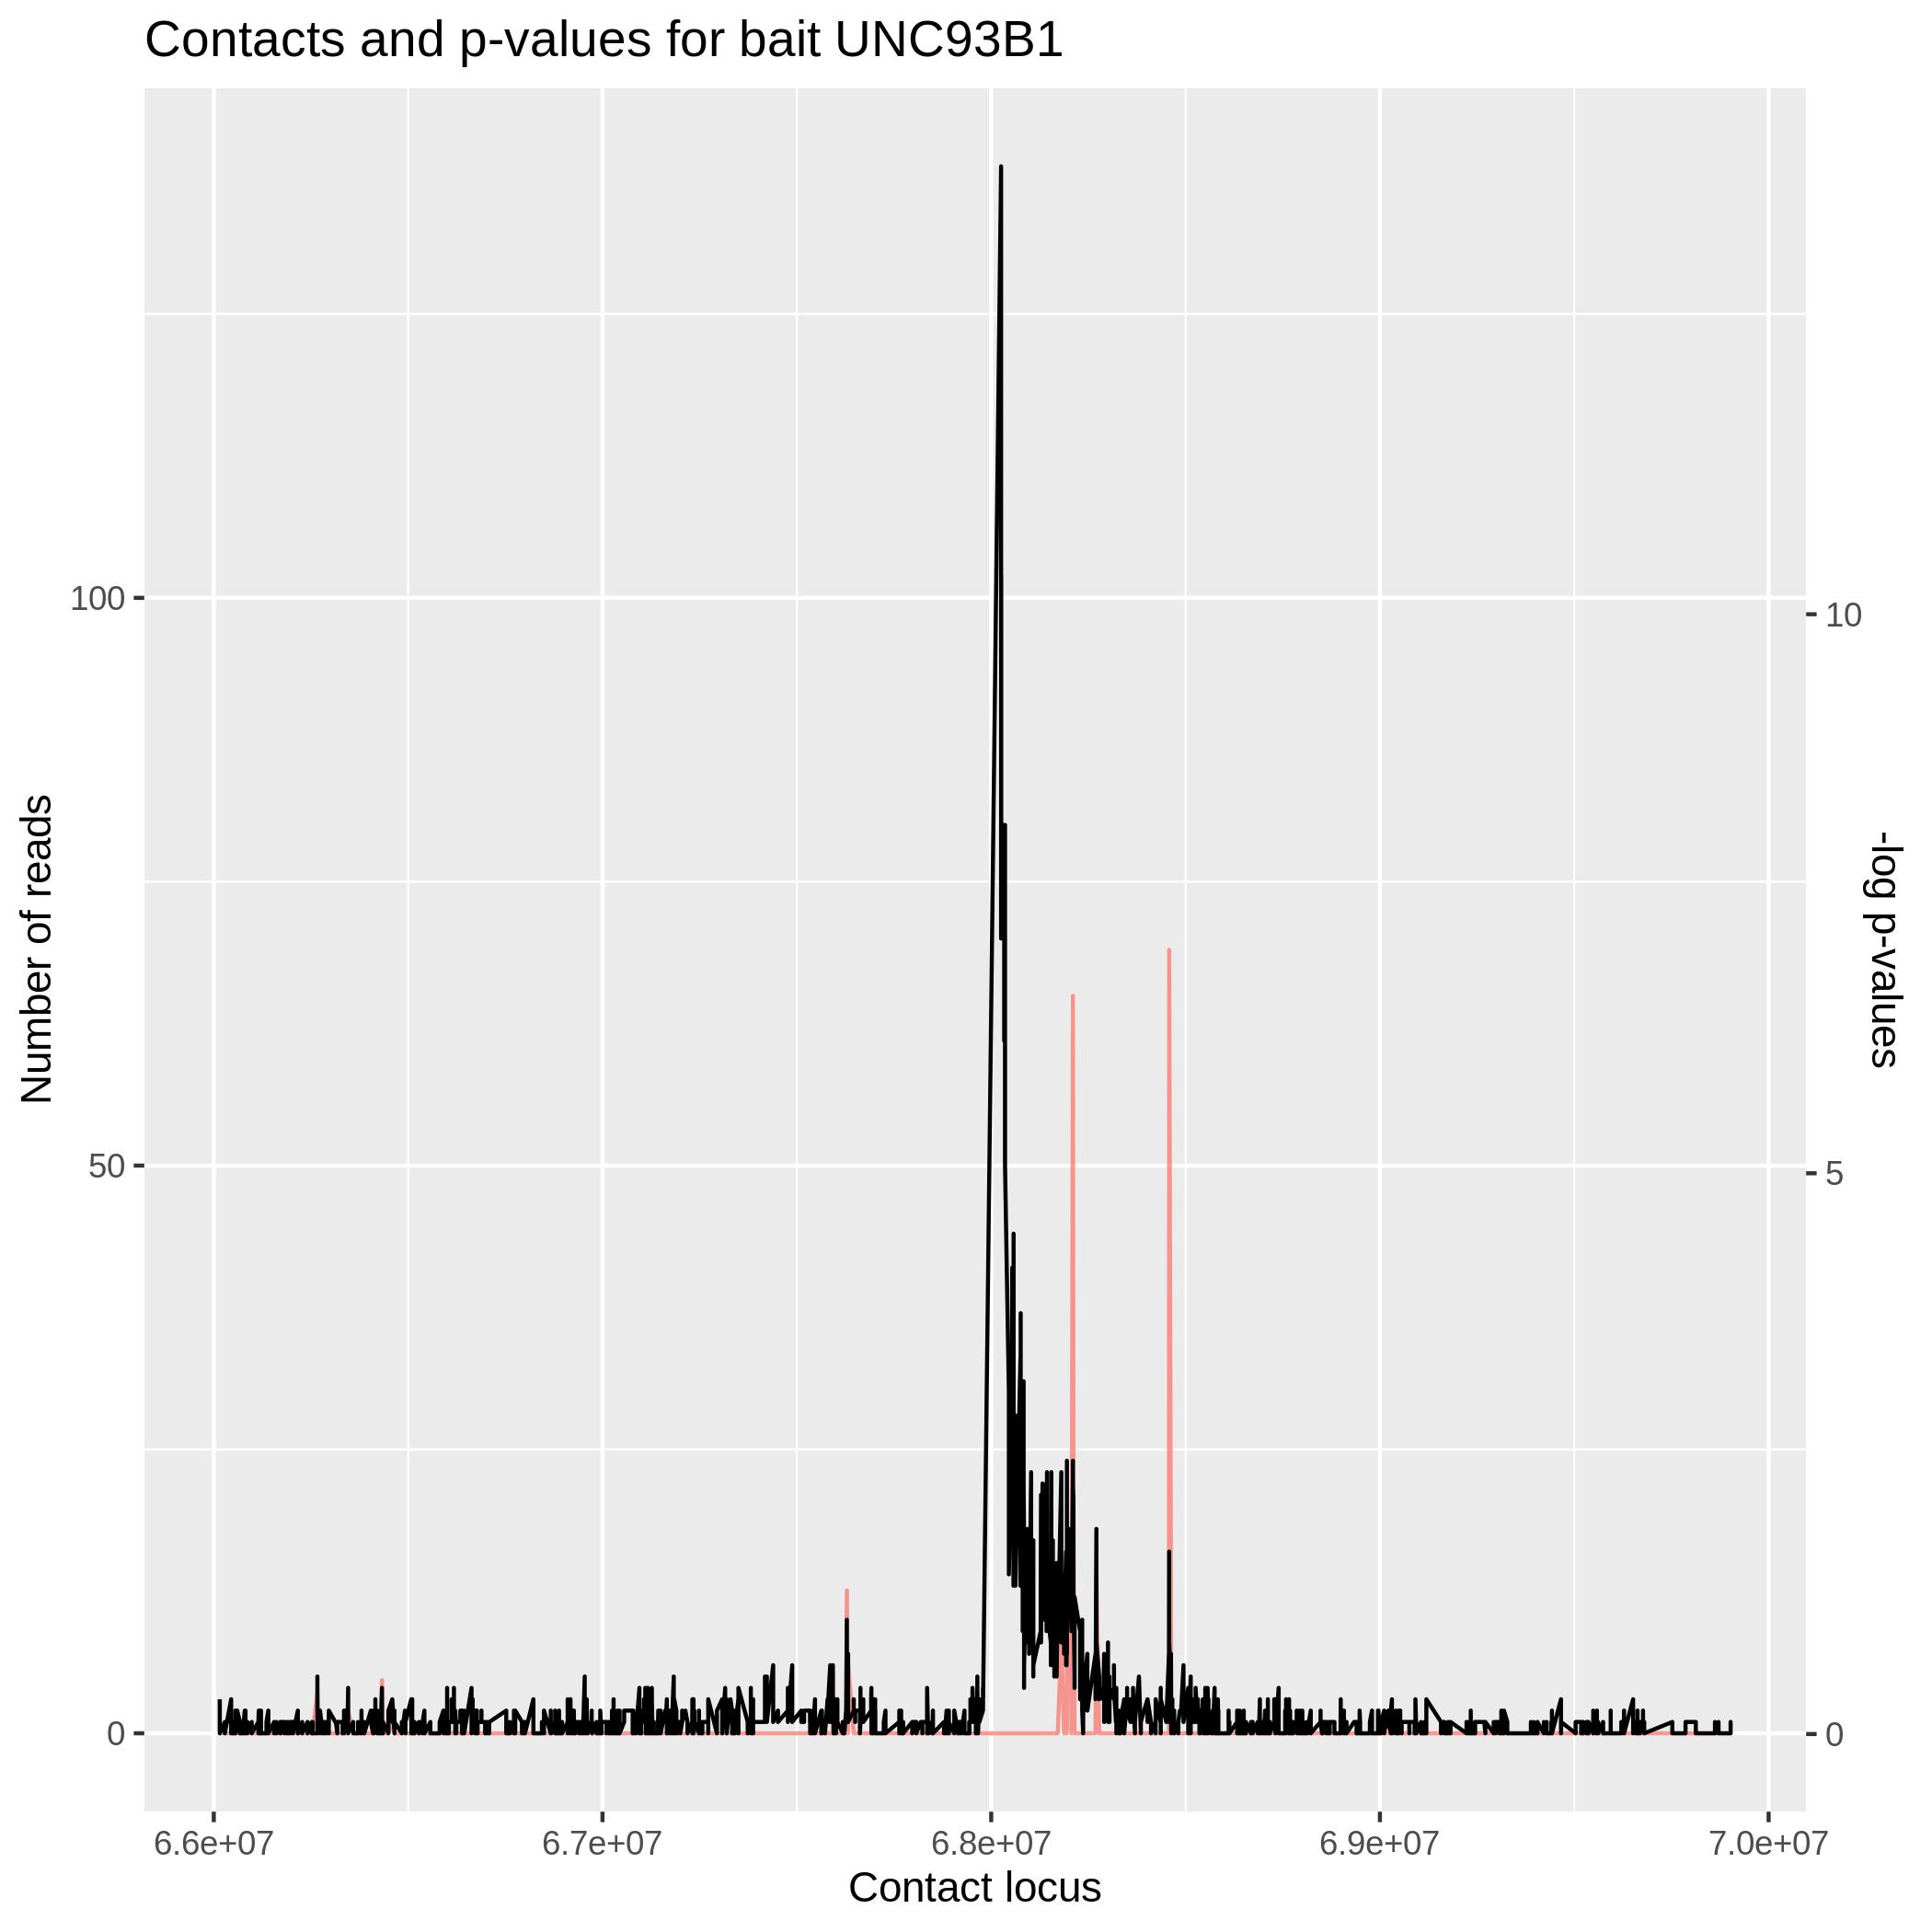 Contacts and p-values for bait UNC93B1
Number of reads
100
50
0
10
5
0
-log p-values
6.6e+07 6.7e+07 6.8e+07 6.9e+07 7.0e+07
Contact locus